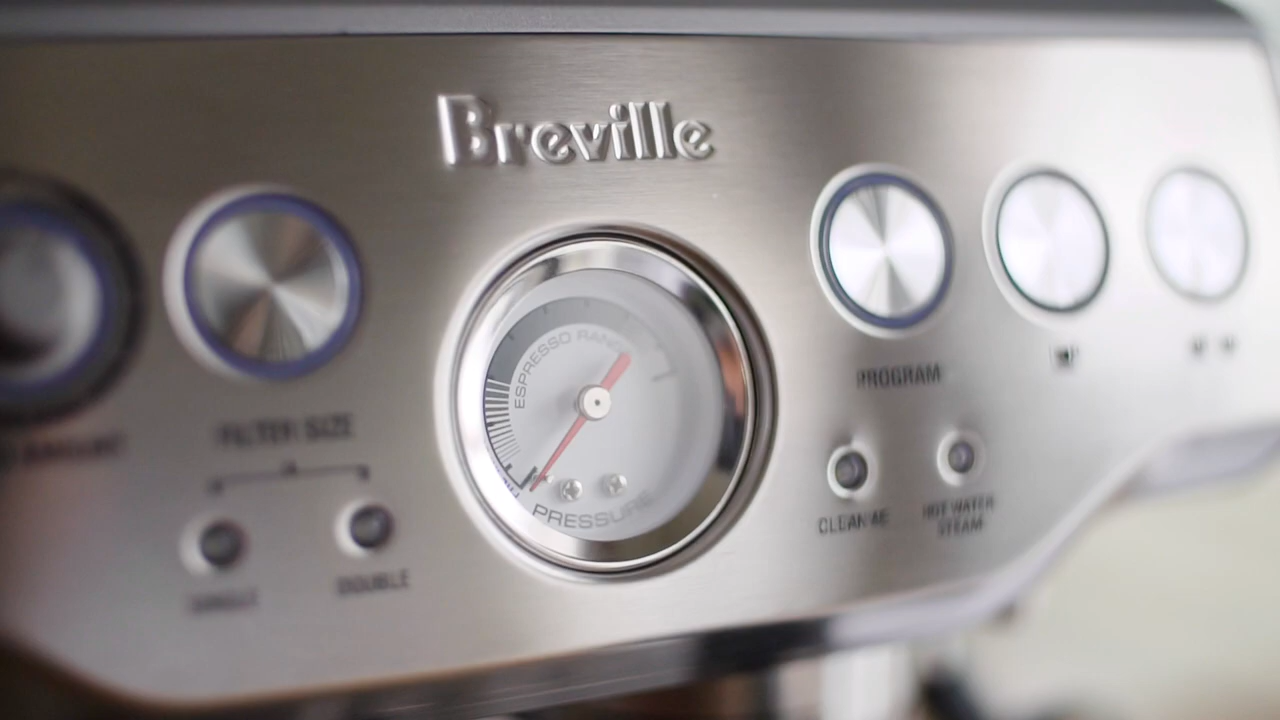 Breville
ESPRESSO RANGE
PRESSURE
FILTER SIZE
SINGLE
DOUBLE
PROGRAM
CLEAN ME
HOT WATER
STEAM